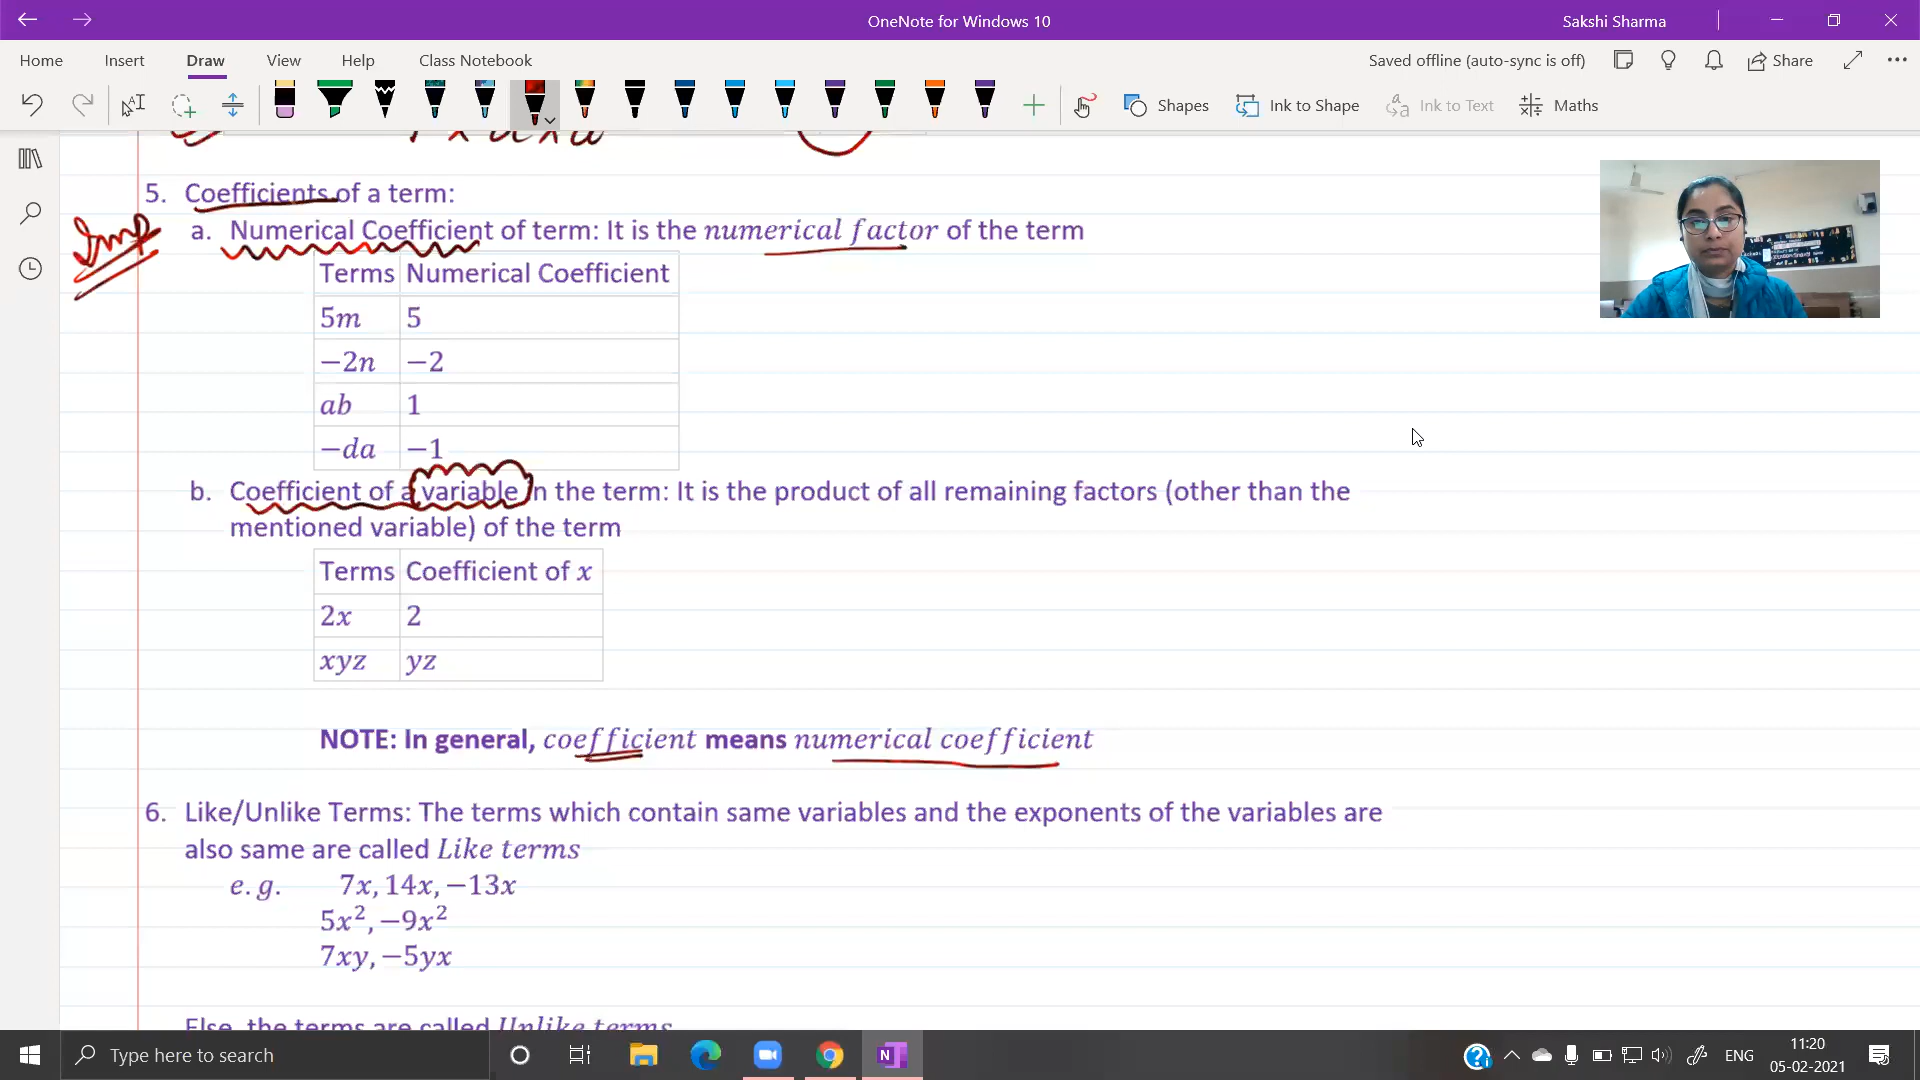 OneNote for Windows 10
Sakshi Sharma
Home Insert Draw View Help Class Notebook
Saved offline (auto-sync is off) Share
Shapes Ink to Shape Ink to Text Maths
5. Coefficients of a term:
Imp
a. Numerical Coefficient of term: It is the numerical factor of the term
Terms Numerical Coefficient
5m 5
−2n −2
ab 1
−da −1
b. Coefficient of a variable in the term: It is the product of all remaining factors (other than the
mentioned variable) of the term
Terms Coefficient of x
2x 2
xyz yz
NOTE: In general, coefficient means numerical coefficient
6. Like/Unlike Terms: The terms which contain same variables and the exponents of the variables are
also same are called Like terms
e.g. 7x, 14x, −13x
5x², −9x²
7xy, −5yx
Else, the terms are called Unlike terms
Type here to search
ENG
11:20
05-02-2021